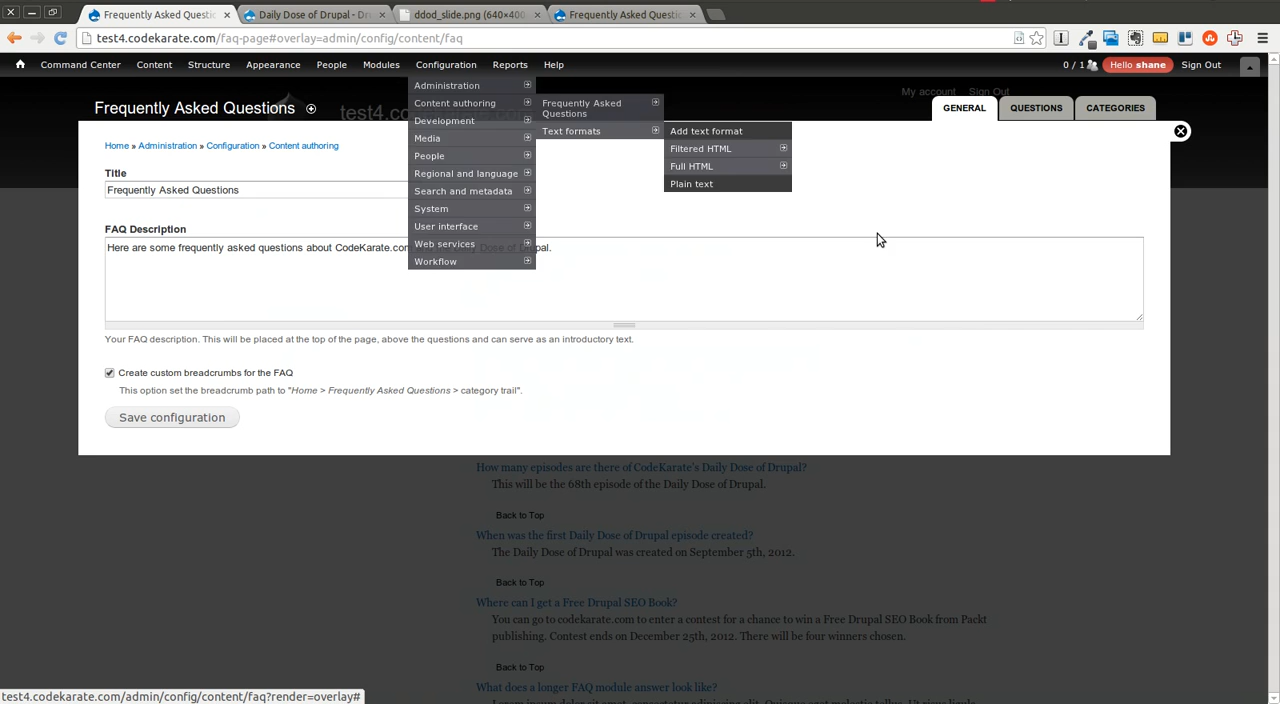 Frequently Asked Questic
Daily Dose of Drupal - Dr
ddod_slide.png (640×400
Frequently Asked Questic
test4.codekarate.com/faq-page#overlay=admin/config/content/faq
Command Center
Content
Structure
Appearance
People
Modules
Configuration
Reports
Help
0 / 1
Hello shane
Sign Out
My account
Sign Out
Frequently Asked Questions
test4.
GENERAL
QUESTIONS
CATEGORIES
Administration
Content authoring
Development
Media
People
Regional and language
Search and metadata
System
User interface
Web services
Workflow
Frequently Asked
Questions
Text formats
Add text format
Filtered HTML
Full HTML
Plain text
Home » Administration » Configuration » Content authoring
Title
Frequently Asked Questions
FAQ Description
Here are some frequently asked questions about CodeKarate.com and the Daily Dose of Drupal.
Your FAQ description. This will be placed at the top of the page, above the questions and can serve as an introductory text.
Create custom breadcrumbs for the FAQ
This option set the breadcrumb path to "Home > Frequently Asked Questions > category trail".
Save configuration
How many episodes are there of CodeKarate's Daily Dose of Drupal?
This will be the 68th episode of the Daily Dose of Drupal.
Back to Top
When was the first Daily Dose of Drupal episode created?
The Daily Dose of Drupal was created on September 5th, 2012.
Back to Top
Where can I get a Free Drupal SEO Book?
You can go to codekarate.com to enter a contest for a chance to win a Free Drupal SEO Book from Packt
publishing. Contest ends on December 25th, 2012. There will be four winners chosen.
Back to Top
What does a longer FAQ module answer look like?
test4.codekarate.com/admin/config/content/faq?render=overlay#